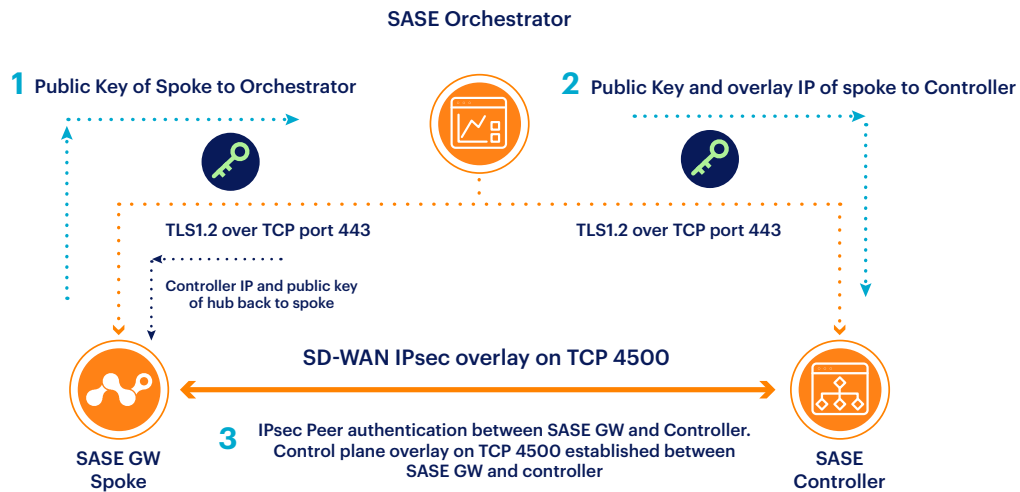 SASE Orchestrator
1 Public Key of Spoke to Orchestrator
2 Public Key and overlay IP of spoke to Controller
TLS1.2 over TCP port 443
TLS1.2 over TCP port 443
Controller IP and public key
of hub back to spoke
SD-WAN IPsec overlay on TCP 4500
3 IPsec Peer authentication between SASE GW and Controller.
Control plane overlay on TCP 4500 established between
SASE GW and controller
SASE GW
Spoke
SASE
Controller